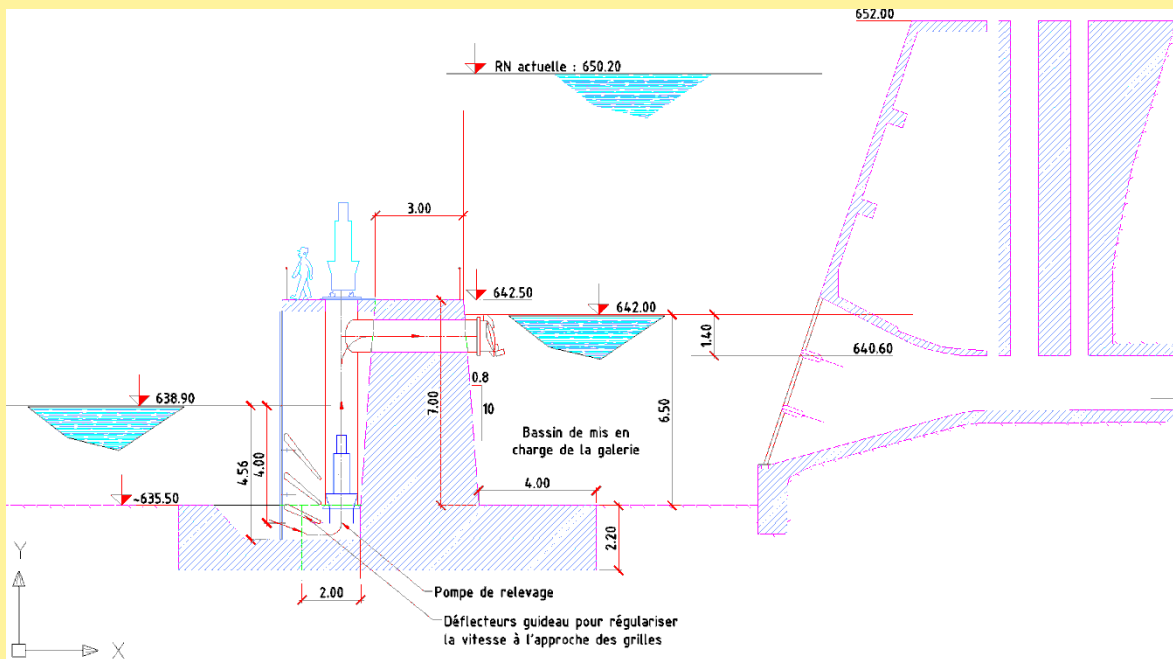 652.00
RN actuelle : 650.20
3.00
642.50
642.00
1.40
640.60
638.90
0.8
10
7.00
6.50
Bassin de mis en
charge de la galerie
4.56
4.00
4.00
~635.50
2.20
2.00
Pompe de relevage
Déflecteurs guideau pour régulariser
la vitesse à l'approche des grilles
Y
X